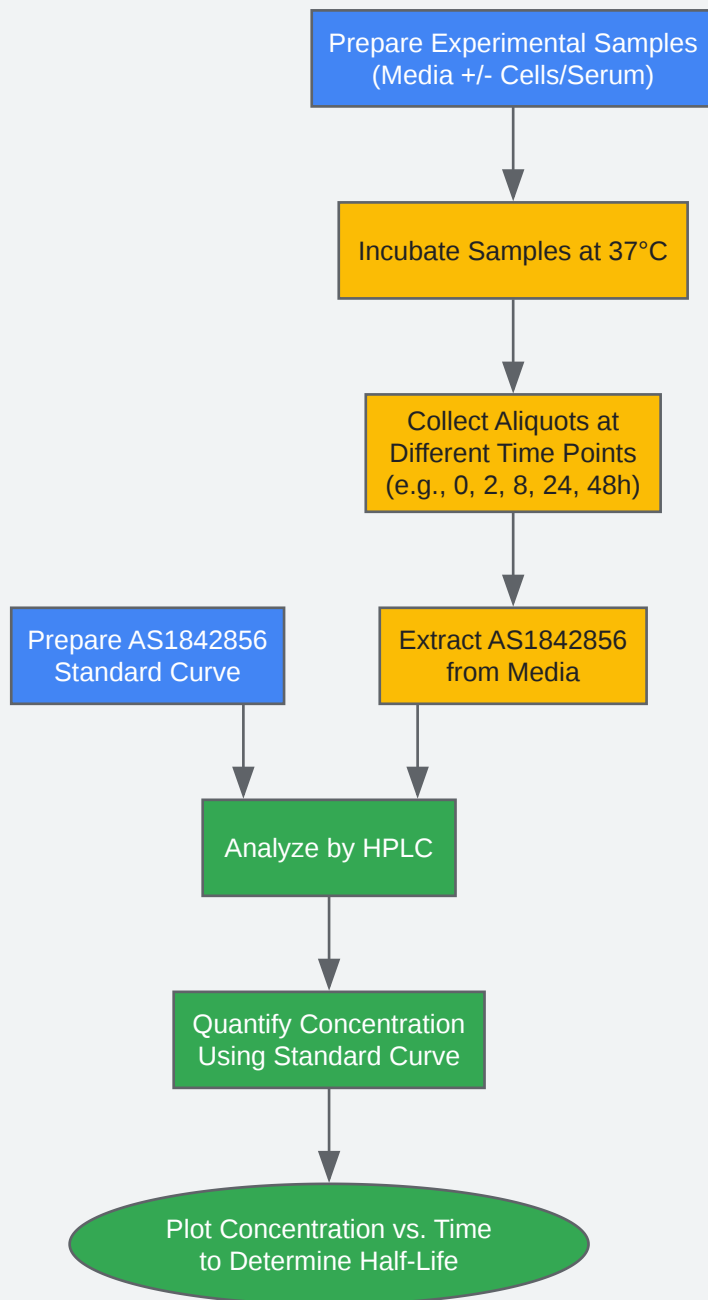 Prepare Experimental Samples
(Media +/- Cells/Serum)
Incubate Samples at 37°C
Collect Aliquots at
Different Time Points
(e.g., 0, 2, 8, 24, 48h)
Prepare AS1842856
Standard Curve
Extract AS1842856
from Media
Analyze by HPLC
Quantify Concentration
Using Standard Curve
Plot Concentration vs. Time
to Determine Half-Life